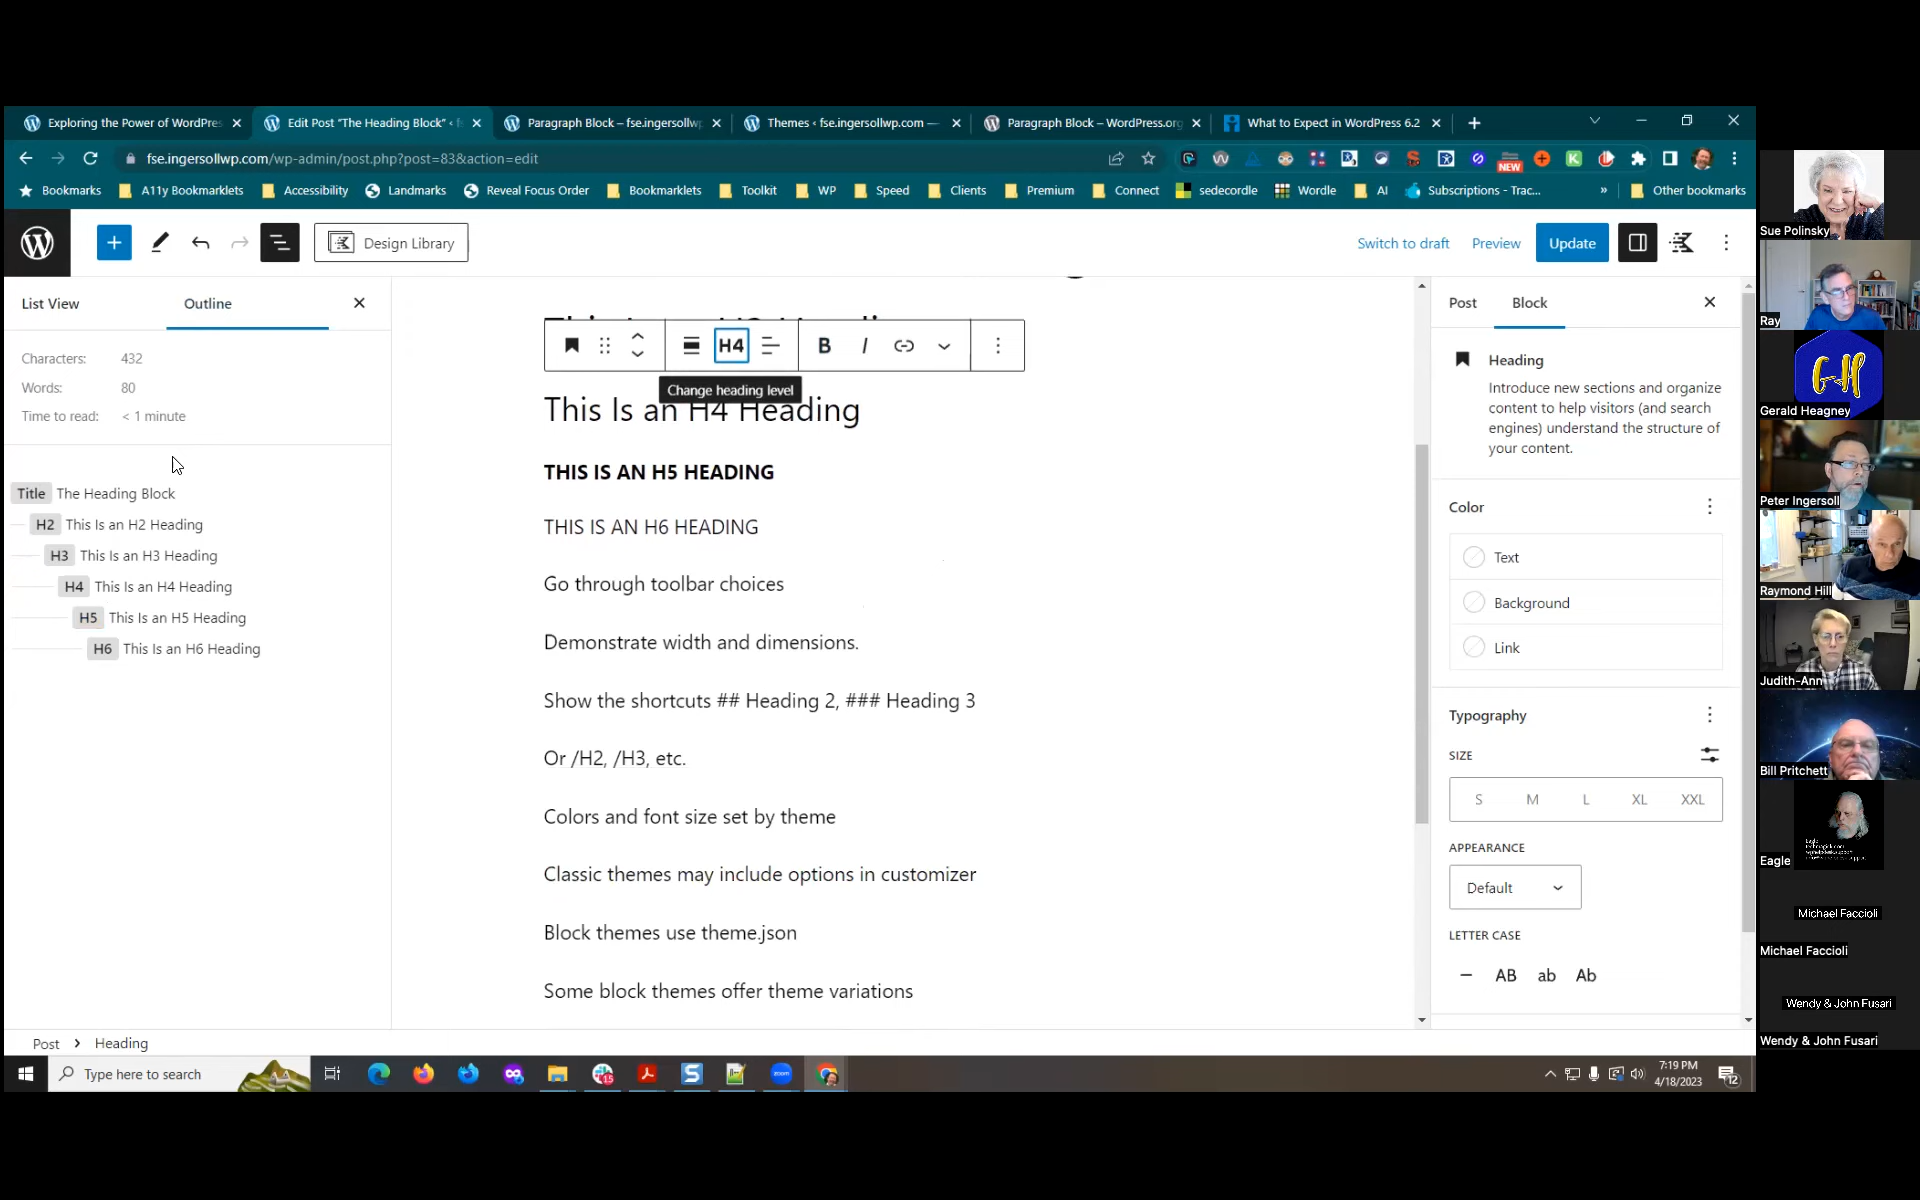 Exploring the Power of WordPres
Edit Post “The Heading Block” ‹ f
Paragraph Block – fse.ingersollwp
Themes ‹ fse.ingersollwp.com —
Paragraph Block – WordPress.org
What to Expect in WordPress 6.2
fse.ingersollwp.com/wp-admin/post.php?post=83&action=edit
NEW
Bookmarks
A11y Bookmarklets
Accessibility
Landmarks
Reveal Focus Order
Bookmarklets
Toolkit
WP
Speed
Clients
Premium
Connect
sedecordle
Wordle
AI
Subscriptions - Trac...
»
Other bookmarks
Design Library
Switch to draft
Preview
Update
List View
Outline
Characters: 432
Words: 80
Time to read: < 1 minute
Title The Heading Block
H2 This Is an H2 Heading
H3 This Is an H3 Heading
H4 This Is an H4 Heading
H5 This Is an H5 Heading
H6 This Is an H6 Heading
H4
B
I
Change heading level
This Is an H4 Heading
THIS IS AN H5 HEADING
THIS IS AN H6 HEADING
Go through toolbar choices
Demonstrate width and dimensions.
Show the shortcuts ## Heading 2, ### Heading 3
Or /H2, /H3, etc.
Colors and font size set by theme
Classic themes may include options in customizer
Block themes use theme.json
Some block themes offer theme variations
Post
Block
Heading
Introduce new sections and organize
content to help visitors (and search
engines) understand the structure of
your content.
Color
Text
Background
Link
Typography
SIZE
S M L XL XXL
APPEARANCE
Default
LETTER CASE
— AB ab Ab
Post > Heading
Type here to search
15
zoom
7:19 PM
4/18/2023
12
Sue Polinsky
Ray
GH
Gerald Heagney
Peter Ingersoll
Raymond Hill
Judith-Ann
Bill Pritchett
Eagle
Michael Faccioli
Michael Faccioli
Wendy & John Fusari
Wendy & John Fusari